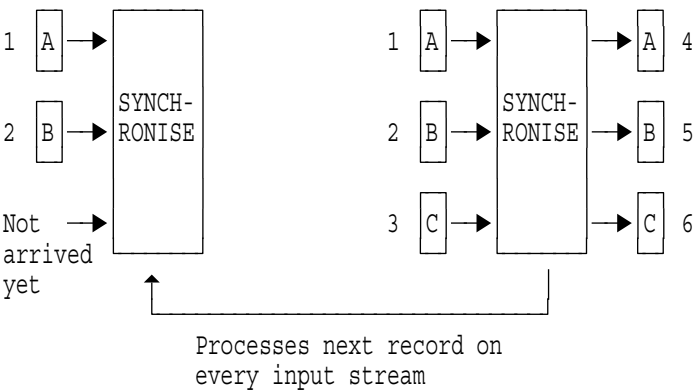 1 A
SYNCH-
RONISE
2 B
Not
arrived
yet
1 A
SYNCH-
RONISE
A 4
2 B
B 5
3 C
C 6
Processes next record on
every input stream